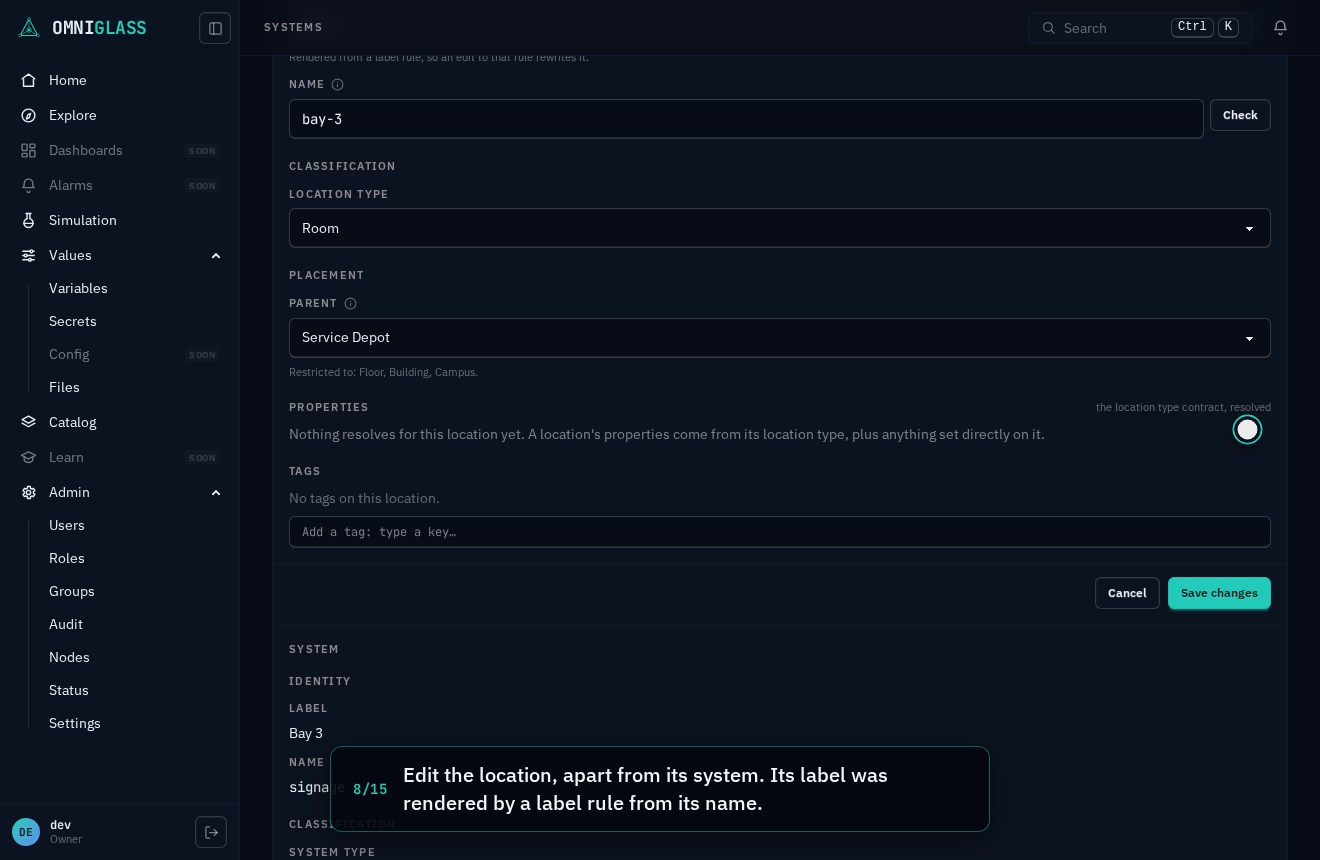 OMNIGLASS
SYSTEMS
Search
Ctrl
K
Home
Explore
Dashboards
SOON
Alarms
SOON
Simulation
Values
Variables
Secrets
Config
SOON
Files
Catalog
Learn
SOON
Admin
Users
Roles
Groups
Audit
Nodes
Status
Settings
DE
dev
Owner
Rendered from a label rule, so an edit to that rule rewrites it.
NAME
bay-3
Check
CLASSIFICATION
LOCATION TYPE
Room
PLACEMENT
PARENT
Service Depot
Restricted to: Floor, Building, Campus.
PROPERTIES
the location type contract, resolved
Nothing resolves for this location yet. A location's properties come from its location type, plus anything set directly on it.
TAGS
No tags on this location.
Add a tag: type a key…
Cancel
Save changes
SYSTEM
IDENTITY
LABEL
Bay 3
NAME
signage
CLASSIFICATION
SYSTEM TYPE
8/15
Edit the location, apart from its system. Its label was
rendered by a label rule from its name.